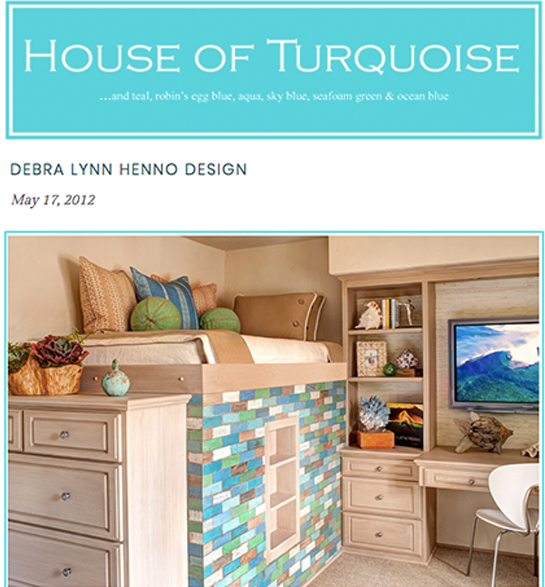 HOUSE OF TURQUOISE
...and teal, robin's egg blue, aqua, sky blue, seafoam green & ocean blue
DEBRA LYNN HENNO DESIGN
May 17, 2012